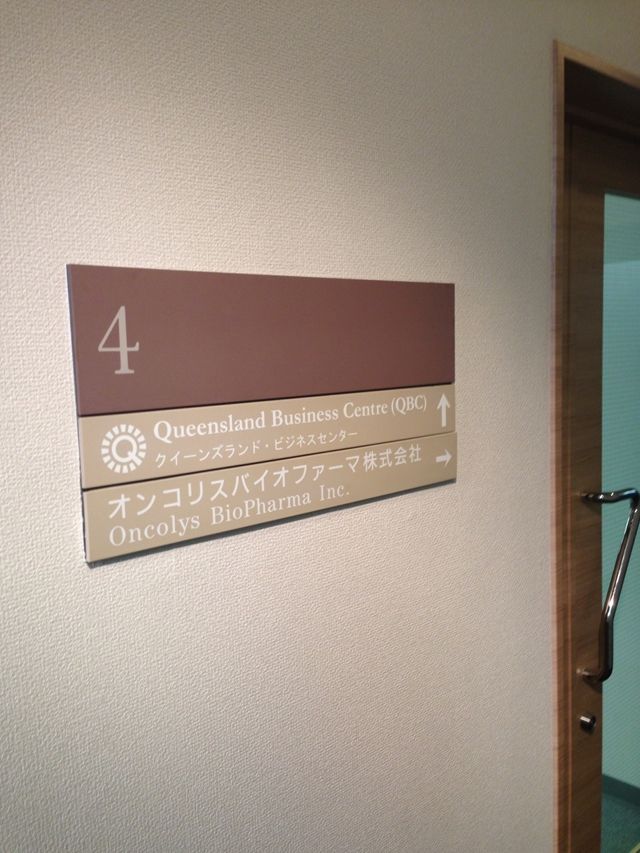 4
Queensland Business Centre (QBC)
クイーンズランド・ビジネスセンター
オンコリスバイオファーマ株式会社
Oncolys BioPharma Inc.